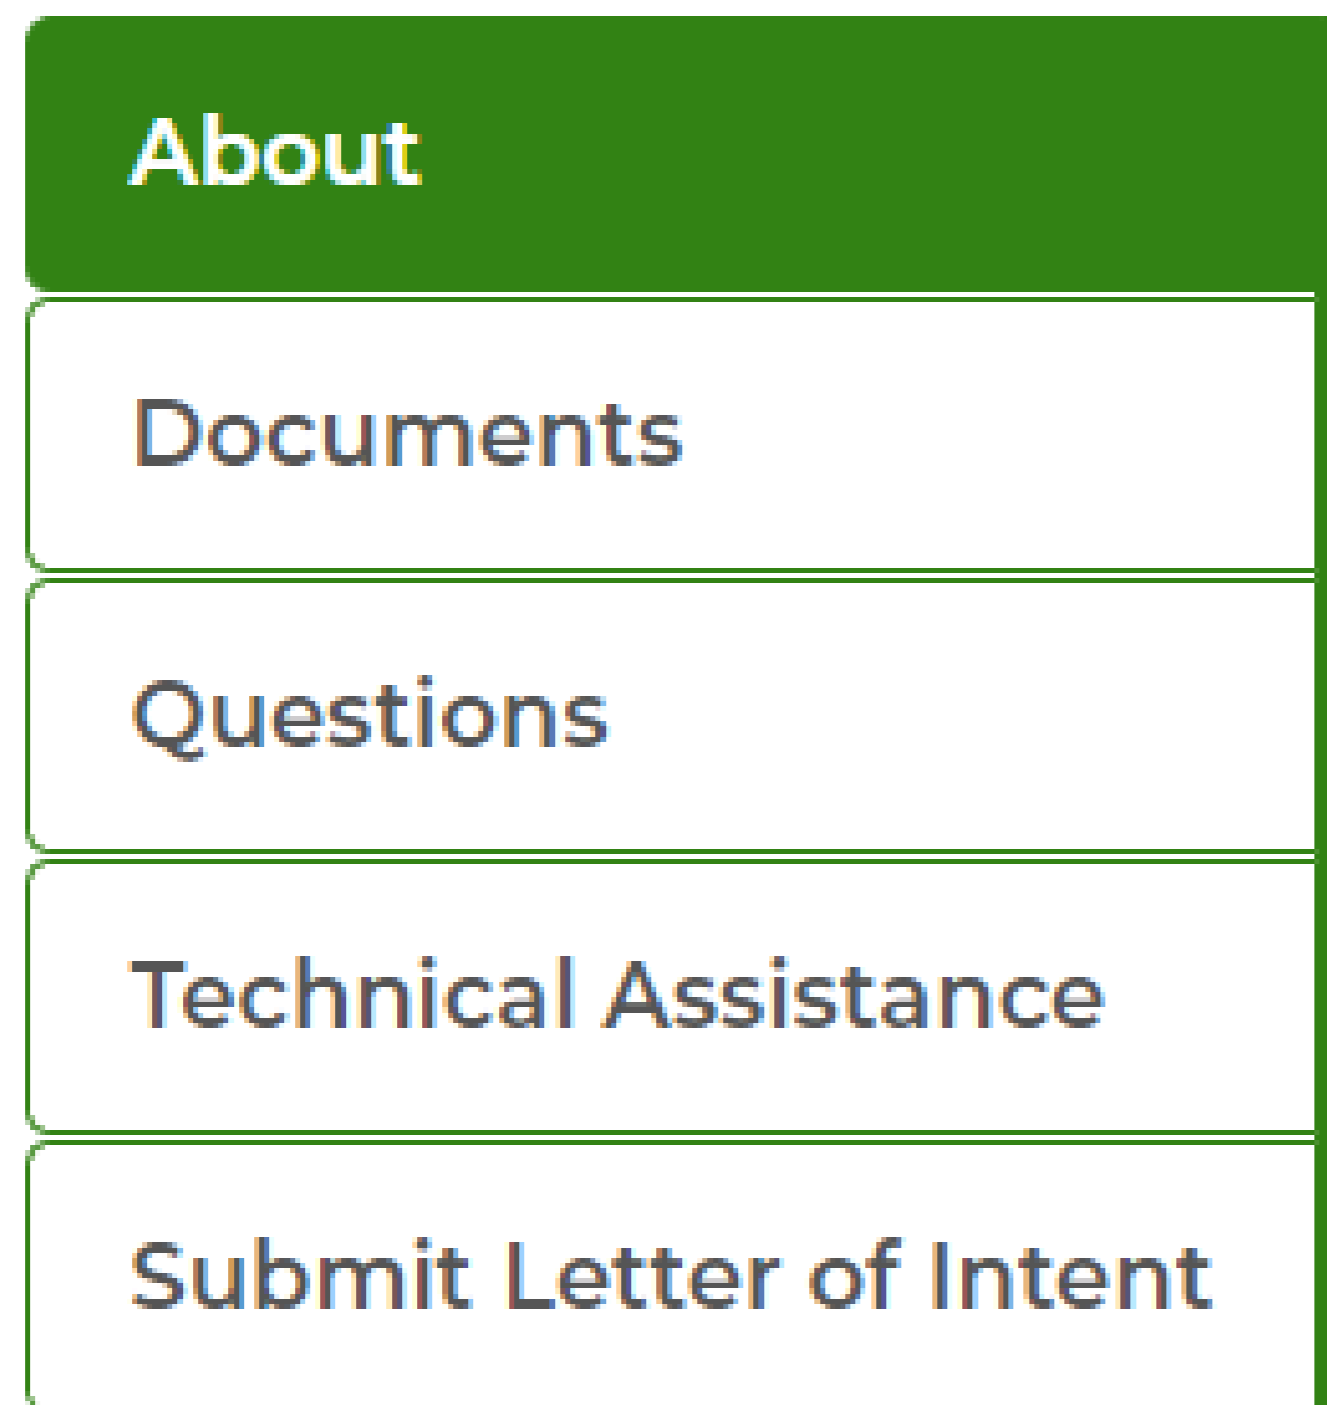 About
Documents
Questions
Technical Assistance
Submit Letter of Intent